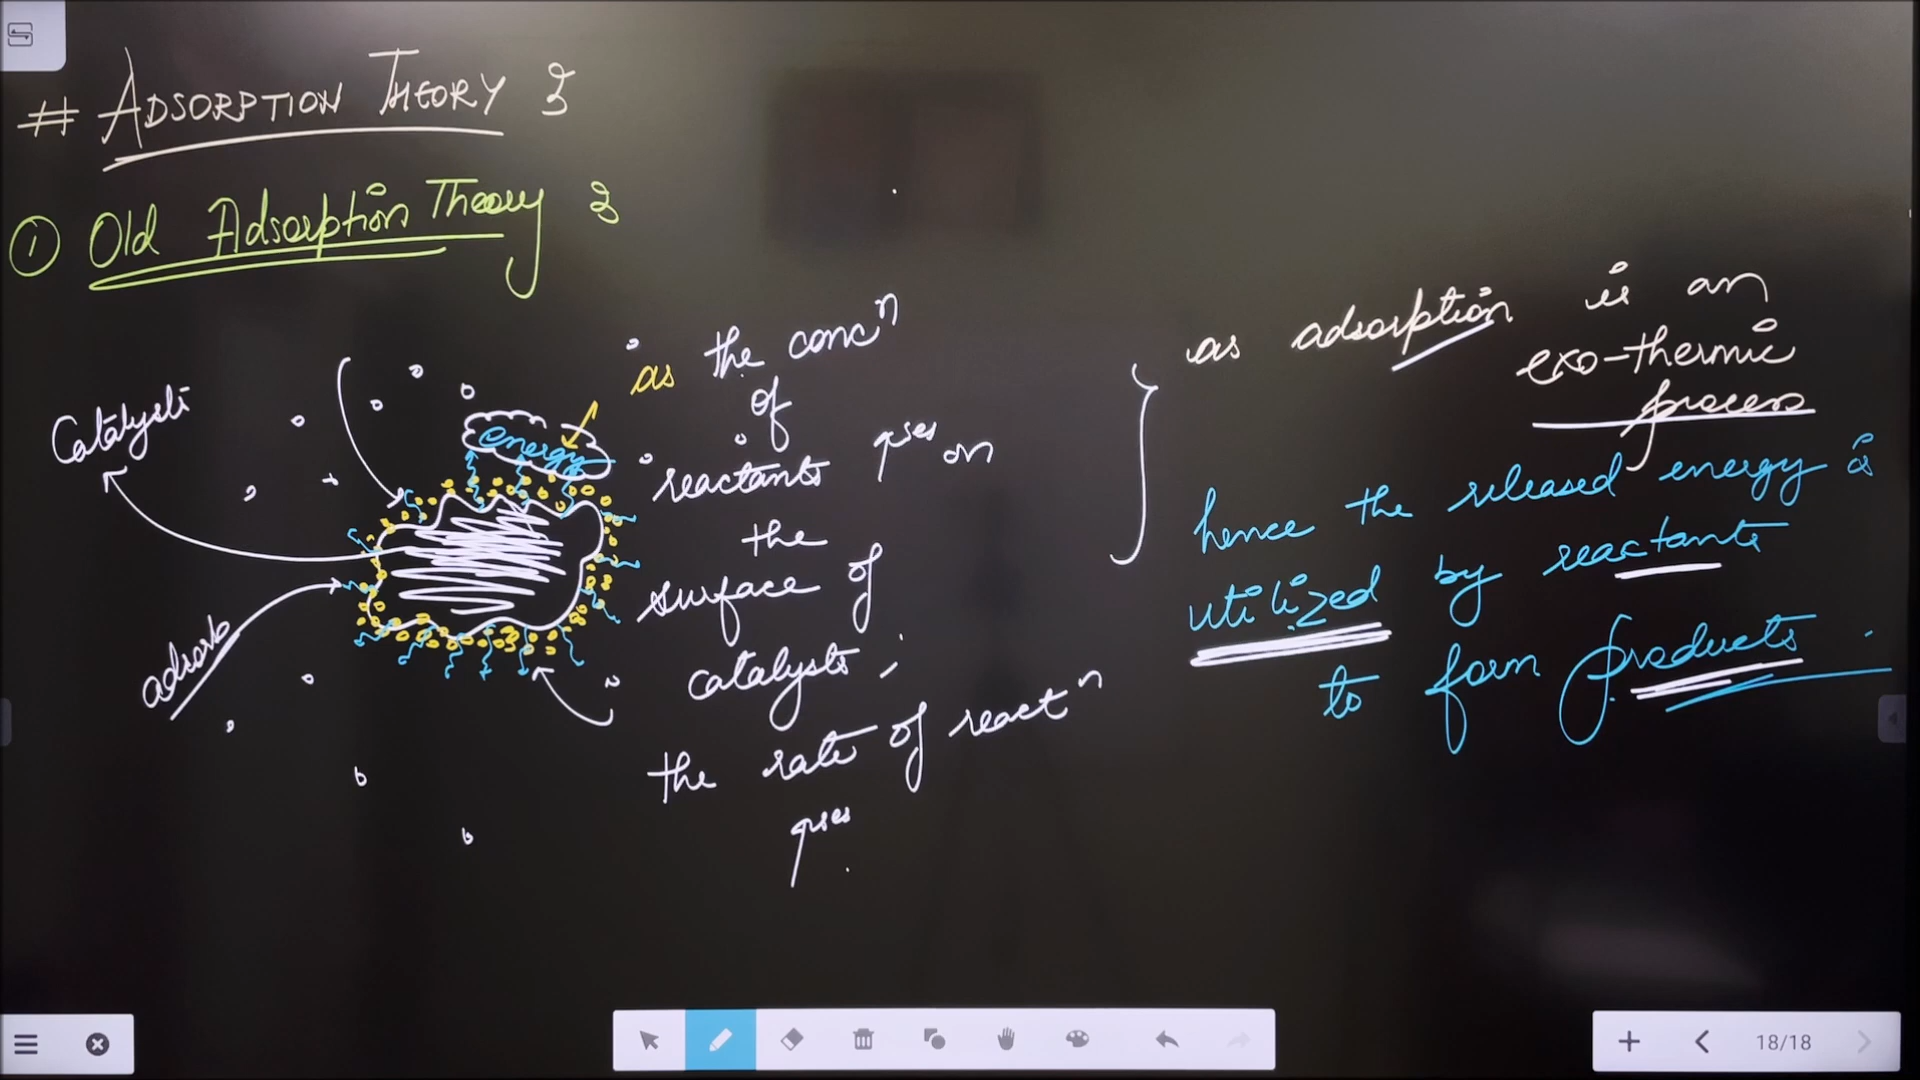 # ADSORPTION THEORY :
① Old Adsorption Theory :
Catalysts
adsorb
energy
as the concⁿ
of
reactants ↑ses on
the
surface of
catalysts ;
the rate of reactⁿ
↑ses
as adsorption is an
exo-thermic
process
hence the released energy is
utilized by reactants
to form products.
18/18